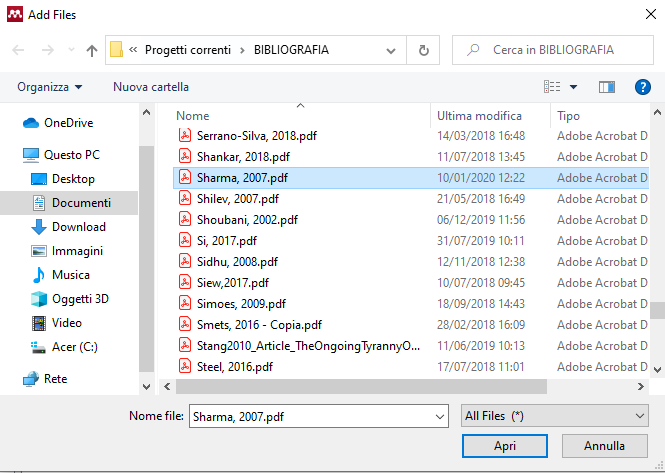 Add Files
« Progetti correnti > BIBLIOGRAFIA
Cerca in BIBLIOGRAFIA
Organizza
Nuova cartella
OneDrive
Questo PC
Desktop
Documenti
Download
Immagini
Musica
Oggetti 3D
Video
Acer (C:)
Rete
Nome Ultima modifica Tipo
Serrano-Silva, 2018.pdf 14/03/2018 16:48 Adobe Acrobat D
Shankar, 2018.pdf 11/07/2018 13:45 Adobe Acrobat D
Sharma, 2007.pdf 10/01/2020 12:22 Adobe Acrobat D
Shilev, 2007.pdf 21/05/2018 16:49 Adobe Acrobat D
Shoubani, 2002.pdf 06/12/2019 11:56 Adobe Acrobat D
Si, 2017.pdf 31/07/2019 10:11 Adobe Acrobat D
Sidhu, 2008.pdf 12/11/2018 12:38 Adobe Acrobat D
Siew,2017.pdf 10/07/2018 09:45 Adobe Acrobat D
Simoes, 2009.pdf 18/09/2018 14:43 Adobe Acrobat D
Smets, 2016 - Copia.pdf 28/02/2018 16:09 Adobe Acrobat D
Stang2010_Article_TheOngoingTyrannyO... 11/06/2019 10:13 Adobe Acrobat D
Steel, 2016.pdf 17/07/2018 11:01 Adobe Acrobat D
Nome file: Sharma, 2007.pdf
All Files (*)
Apri
Annulla